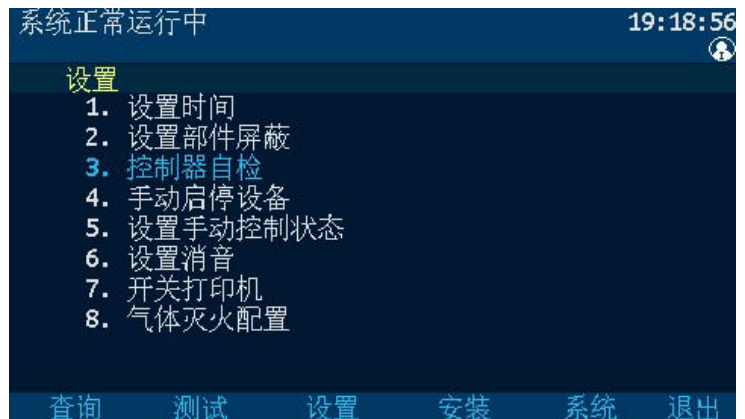 系统正常运行中 19:18:56
设置
1. 设置时间
2. 设置部件屏蔽
3. 控制器自检
4. 手动启停设备
5. 设置手动控制状态
6. 设置消音
7. 开关打印机
8. 气体灭火配置
查询 测试 设置 安装 系统 退出